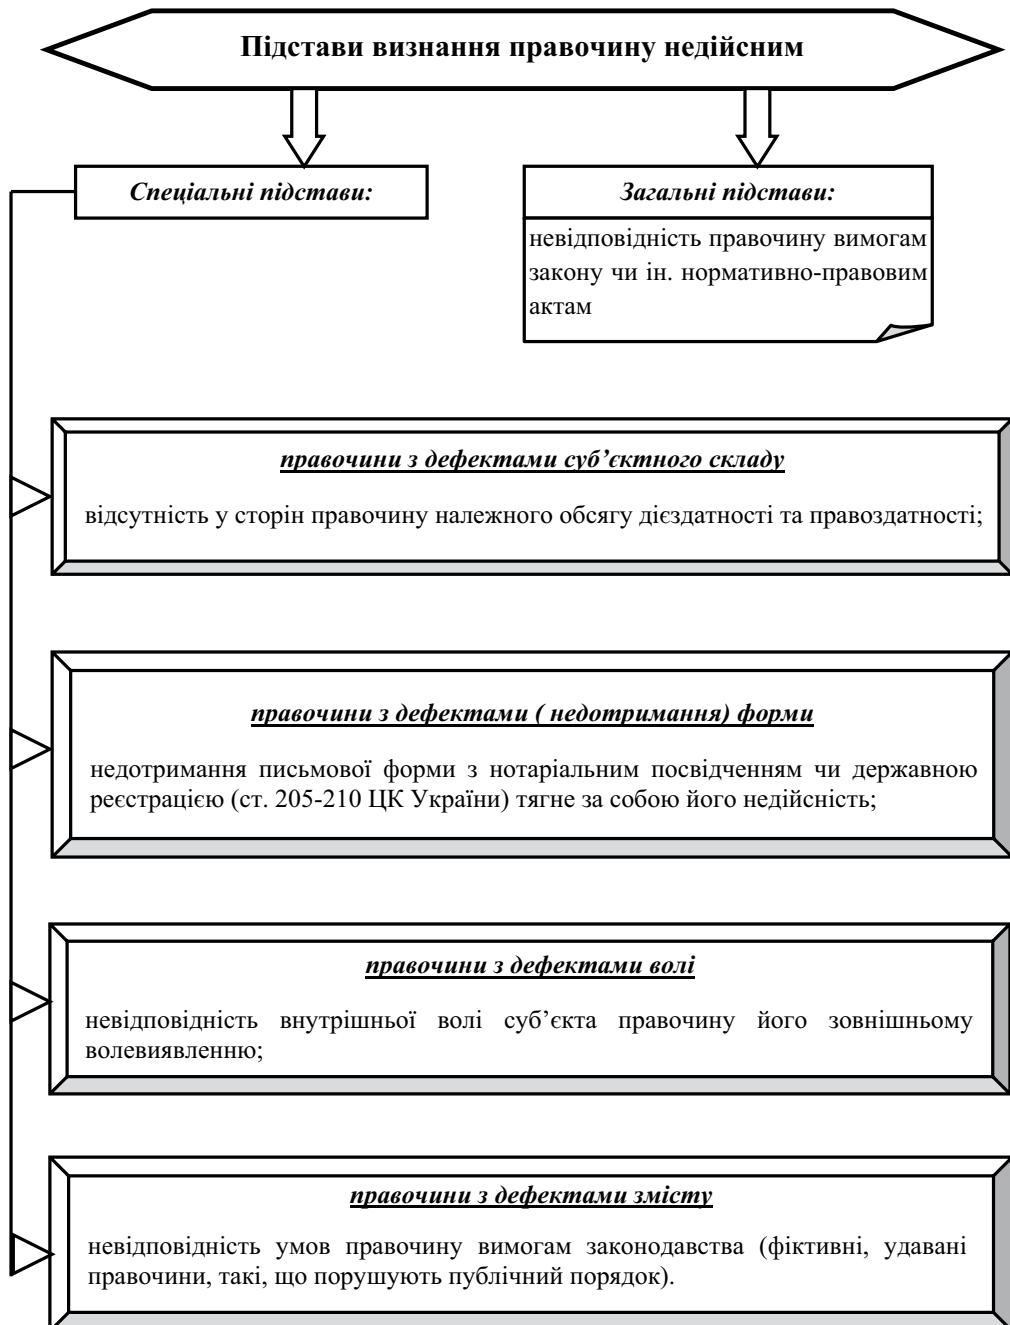 Підстави визнання правочину недійсним
Спеціальні підстави:
Загальні підстави:
невідповідність правочину вимогам
закону чи ін. нормативно-правовим
актам
правочини з дефектами суб’єктного складу
відсутність у сторін правочину належного обсягу дієздатності та правоздатності;
правочини з дефектами ( недотримання) форми
недотримання письмової форми з нотаріальним посвідченням чи державною
реєстрацією (ст. 205-210 ЦК України) тягне за собою його недійсність;
правочини з дефектами волі
невідповідність внутрішньої волі суб’єкта правочину його зовнішньому
волевиявленню;
правочини з дефектами змісту
невідповідність умов правочину вимогам законодавства (фіктивні, удавані
правочини, такі, що порушують публічний порядок).